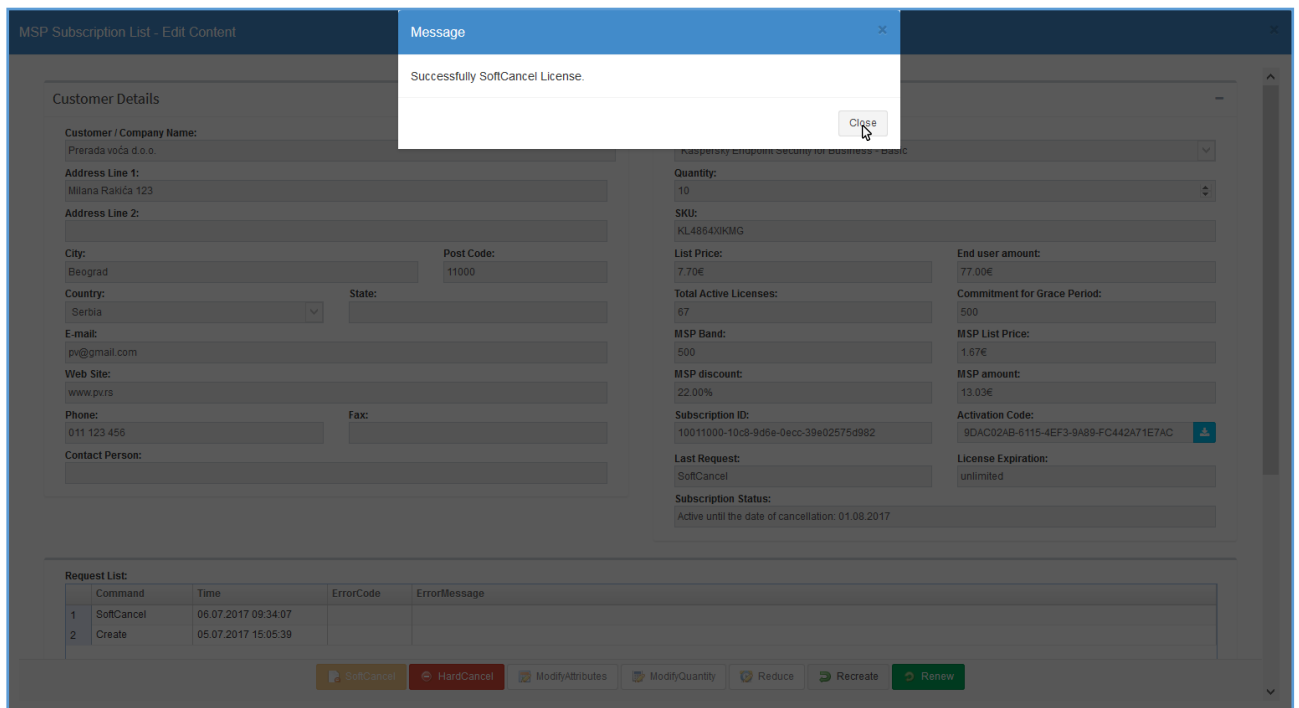 MSP Subscription List - Edit Content
Message
Successfully SoftCancel License.
Close
Customer Details
Customer / Company Name:
Prerada voća d.o.o.
Address Line 1:
Milana Rakića 123
Address Line 2:
City: Post Code:
Beograd 11000
Country: State:
Serbia
E-mail:
pv@gmail.com
Web Site:
www.pv.rs
Phone: Fax:
011 123 456
Contact Person:
Kaspersky Endpoint Security for Business - Basic
Quantity:
10
SKU:
KL4864XIKMG
List Price: End user amount:
7.70€ 77.00€
Total Active Licenses: Commitment for Grace Period:
67 500
MSP Band: MSP List Price:
500 1.67€
MSP discount: MSP amount:
22.00% 13.03€
Subscription ID: Activation Code:
10011000-10c8-9d6e-0ecc-39e02575d982 9DAC02AB-6115-4EF3-9A89-FC442A71E7AC
Last Request: License Expiration:
SoftCancel unlimited
Subscription Status:
Active until the date of cancellation: 01.08.2017
Request List:
Command Time ErrorCode ErrorMessage
1 SoftCancel 06.07.2017 09:34:07
2 Create 05.07.2017 15:05:39
SoftCancel HardCancel ModifyAttributes ModifyQuantity Reduce Recreate Renew